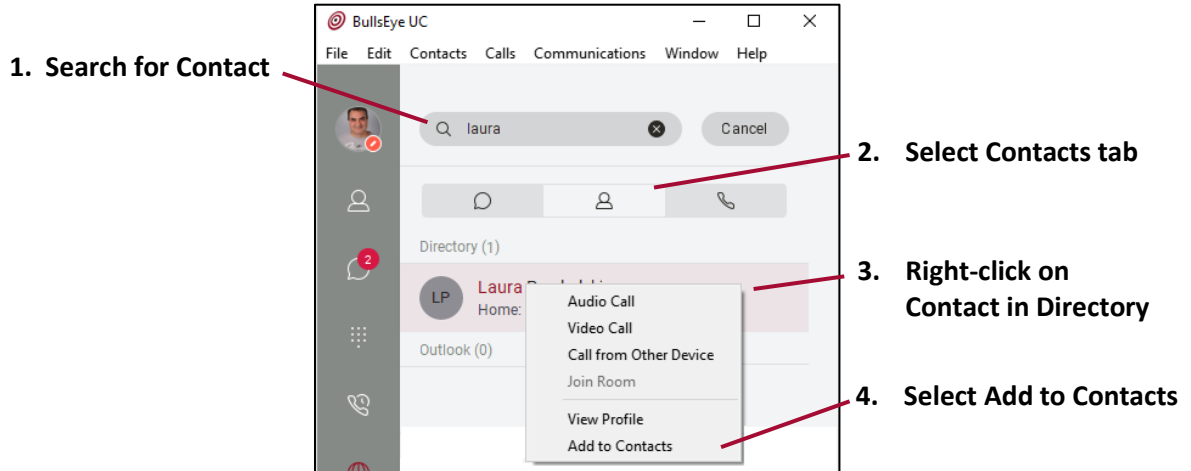 BullsEye UC
File Edit Contacts Calls Communications Window Help
1. Search for Contact
laura
Cancel
2. Select Contacts tab
2
Directory (1)
LP
Laura
Home:
3. Right-click on
Contact in Directory
Audio Call
Video Call
Call from Other Device
Join Room
View Profile
Add to Contacts
Outlook (0)
4. Select Add to Contacts